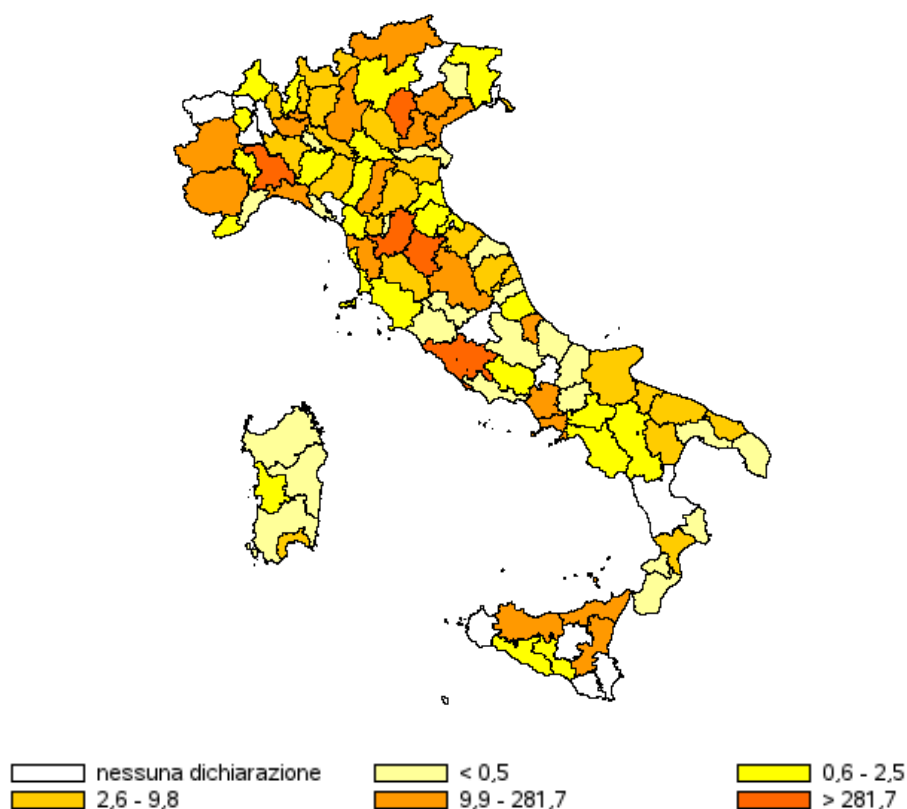 nessuna dichiarazione < 0,5 0,6 - 2,5
2,6 - 9,8 9,9 - 281,7 > 281,7